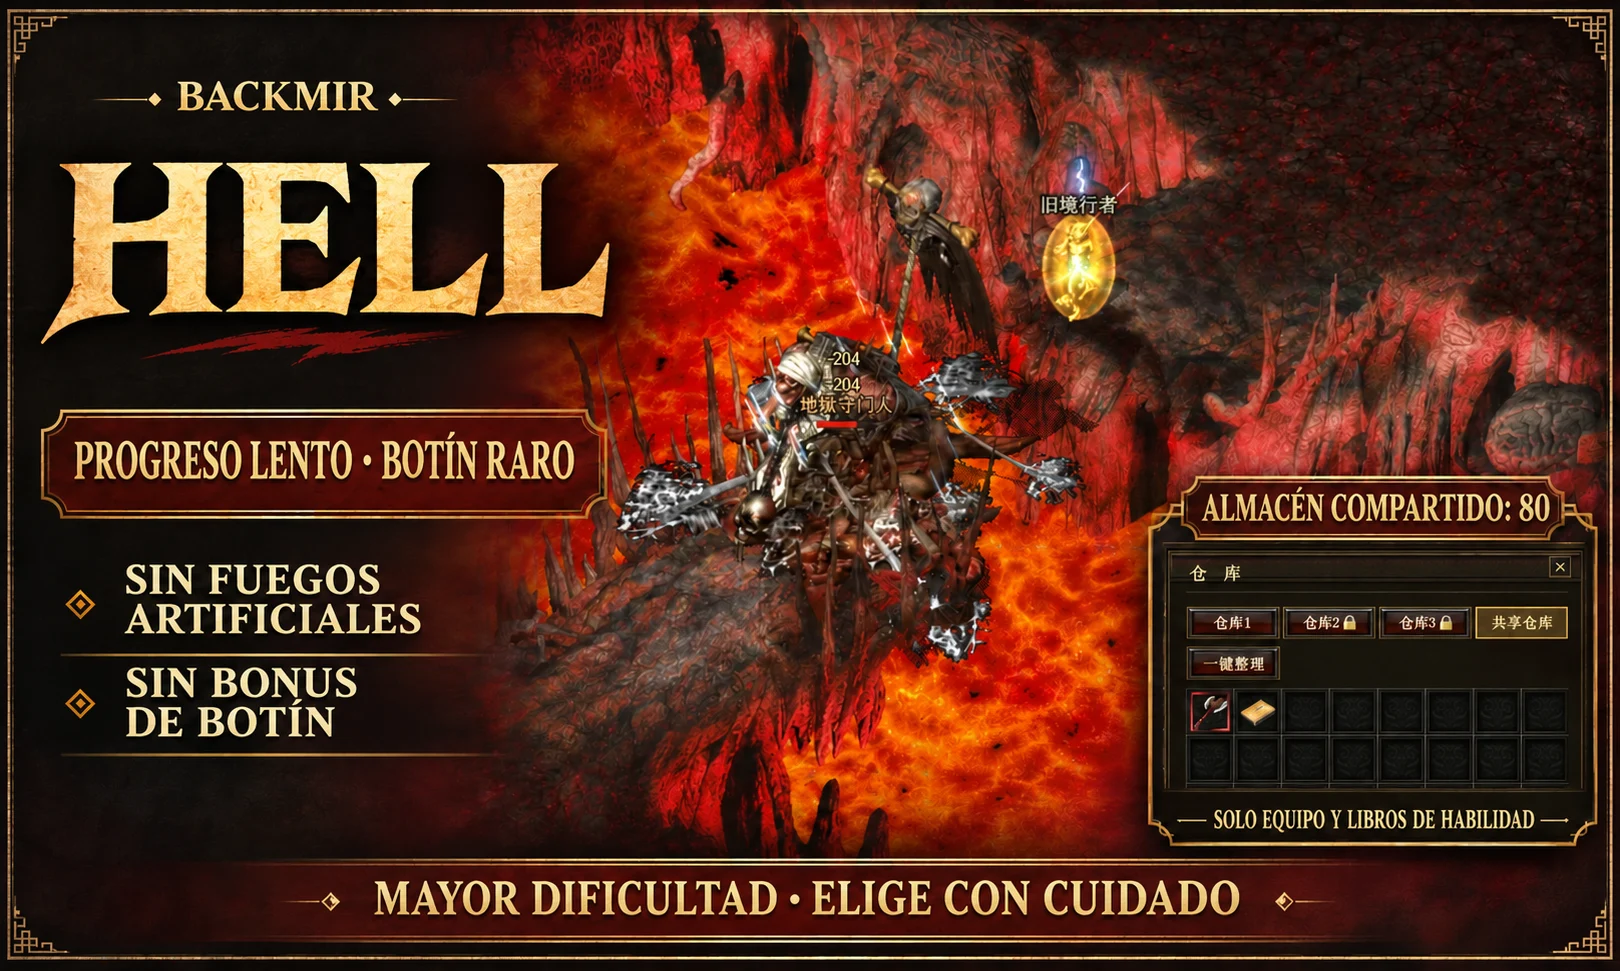 BACKMIR
HELL
PROGRESO LENTO • BOTÍN RARO
SIN FUEGOS
ARTIFICIALES
SIN BONUS
DE BOTÍN
旧境行者
-204
-204
地狱守门人
ALMACÉN COMPARTIDO: 80
仓 库
仓库1 仓库2 仓库3 共享仓库
一键整理
SOLO EQUIPO Y LIBROS DE HABILIDAD
MAYOR DIFICULTAD • ELIGE CON CUIDADO